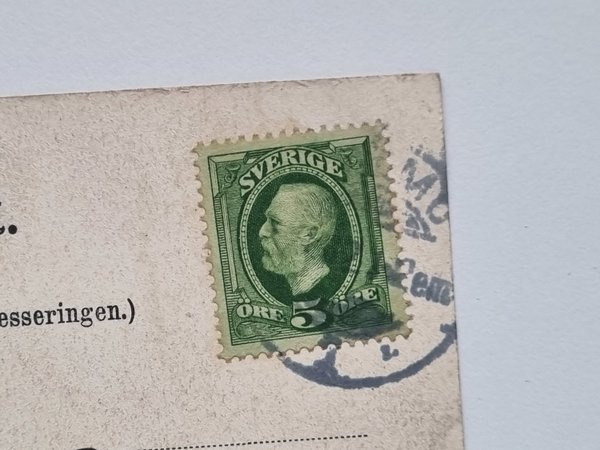 SVERIGE
t.
esseringen.)
ÖRE 5 ÖRE